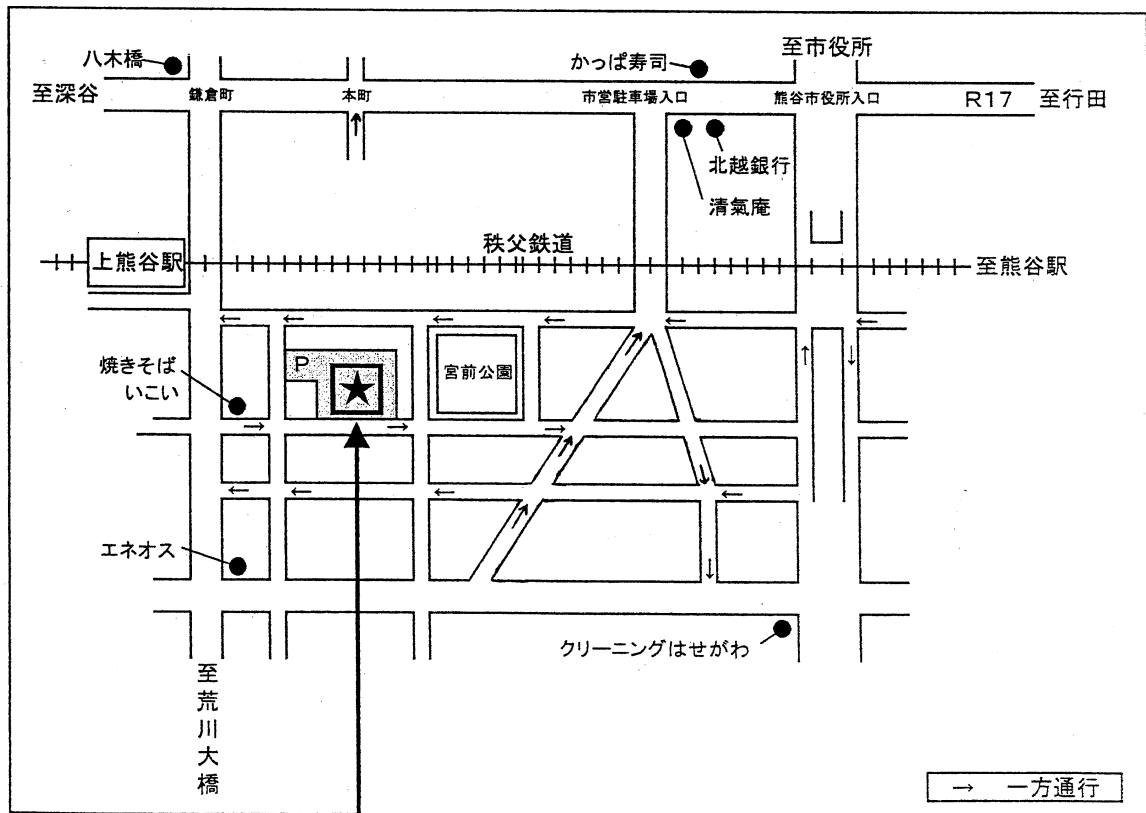 八木橋
かっぱ寿司
至市役所
至深谷
鎌倉町
本町
市営駐車場入口
熊谷市役所入口
R17
至行田
北越銀行
清氣庵
秩父鉄道
上熊谷駅
至熊谷駅
P
宮前公園
焼きそば
いこい
エネオス
クリーニングはせがわ
至荒川大橋
→ 一方通行